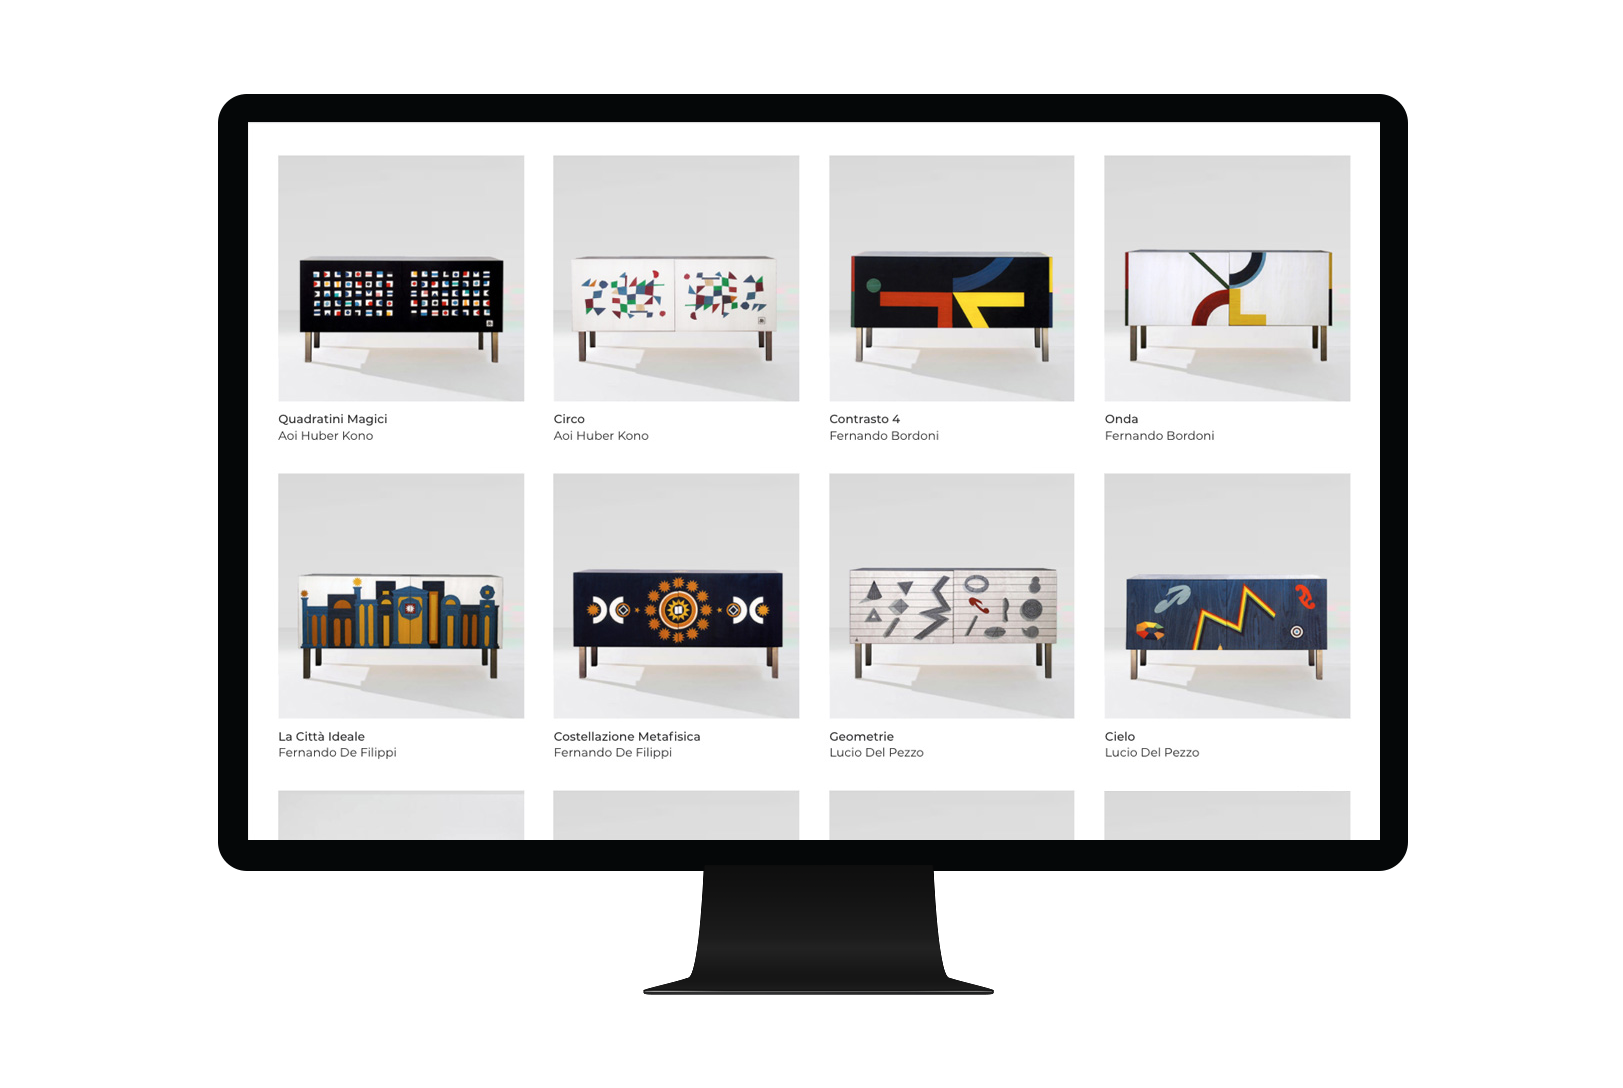 Quadratini Magici
Aoi Huber Kono
Circo
Aoi Huber Kono
Contrasto 4
Fernando Bordoni
Onda
Fernando Bordoni
La Città Ideale
Fernando De Filippi
Costellazione Metafisica
Fernando De Filippi
Geometrie
Lucio Del Pezzo
Cielo
Lucio Del Pezzo